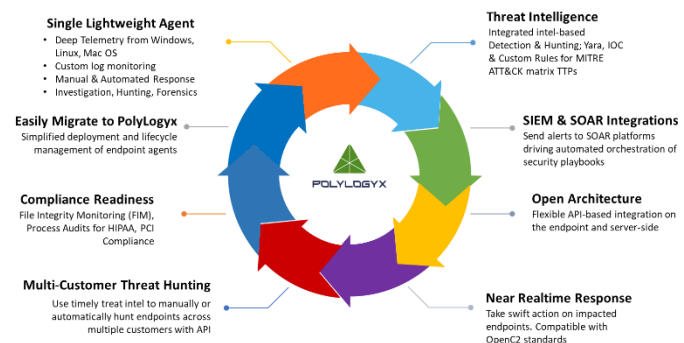 Single Lightweight Agent
• Deep Telemetry from Windows,
Linux, Mac OS
• Custom log monitoring
• Manual & Automated Response
• Investigation, Hunting, Forensics
Threat Intelligence
Integrated intel-based
Detection & Hunting; Yara, IOC
& Custom Rules for MITRE
ATT&CK matrix TTPs
Easily Migrate to PolyLogyx
Simplified deployment and lifecycle
management of endpoint agents
SIEM & SOAR Integrations
Send alerts to SOAR platforms
driving automated orchestration of
security playbooks
POLYLOGYX
Compliance Readiness
File Integrity Monitoring (FIM),
Process Audits for HIPAA, PCI
Compliance
Open Architecture
Flexible API-based integration on
the endpoint and server-side
Multi-Customer Threat Hunting
Use timely treat intel to manually or
automatically hunt endpoints across
multiple customers with API
Near Realtime Response
Take swift action on impacted
endpoints. Compatible with
OpenC2 standards